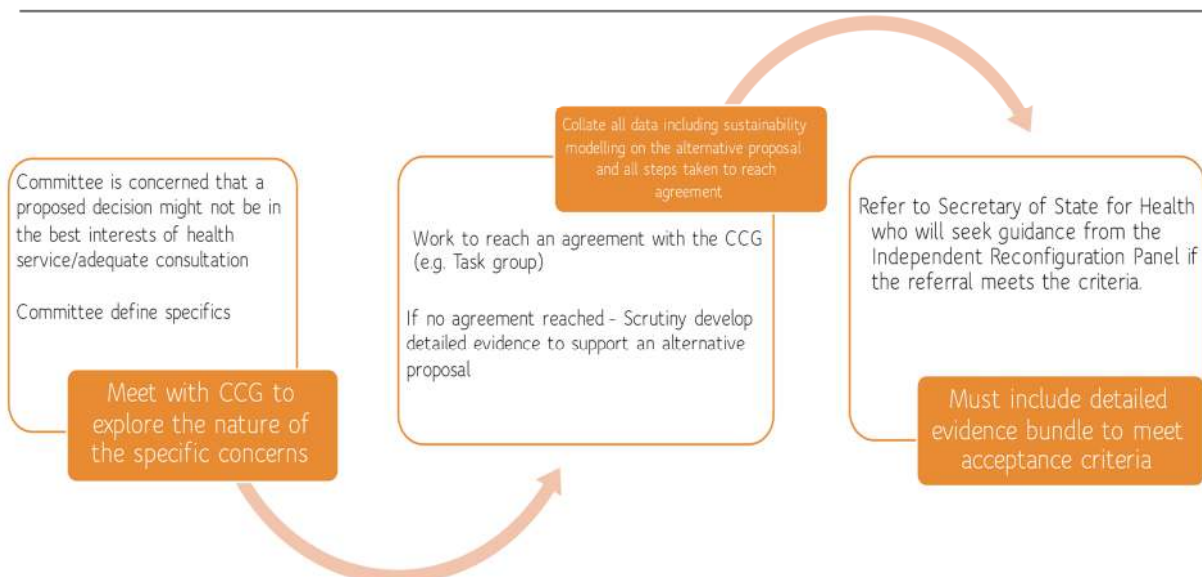 Committee is concerned that a
proposed decision might not be in
the best interests of health
service/adequate consultation
Committee define specifics
Meet with CCG to
explore the nature of
the specific concerns
Collate all data including sustainability
modelling on the alternative proposal
and all steps taken to reach
agreement
Work to reach an agreement with the CCG
(e.g. Task group)
If no agreement reached - Scrutiny develop
detailed evidence to support an alternative
proposal
Refer to Secretary of State for Health
who will seek guidance from the
Independent Reconfiguration Panel if
the referral meets the criteria.
Must include detailed
evidence bundle to meet
acceptance criteria